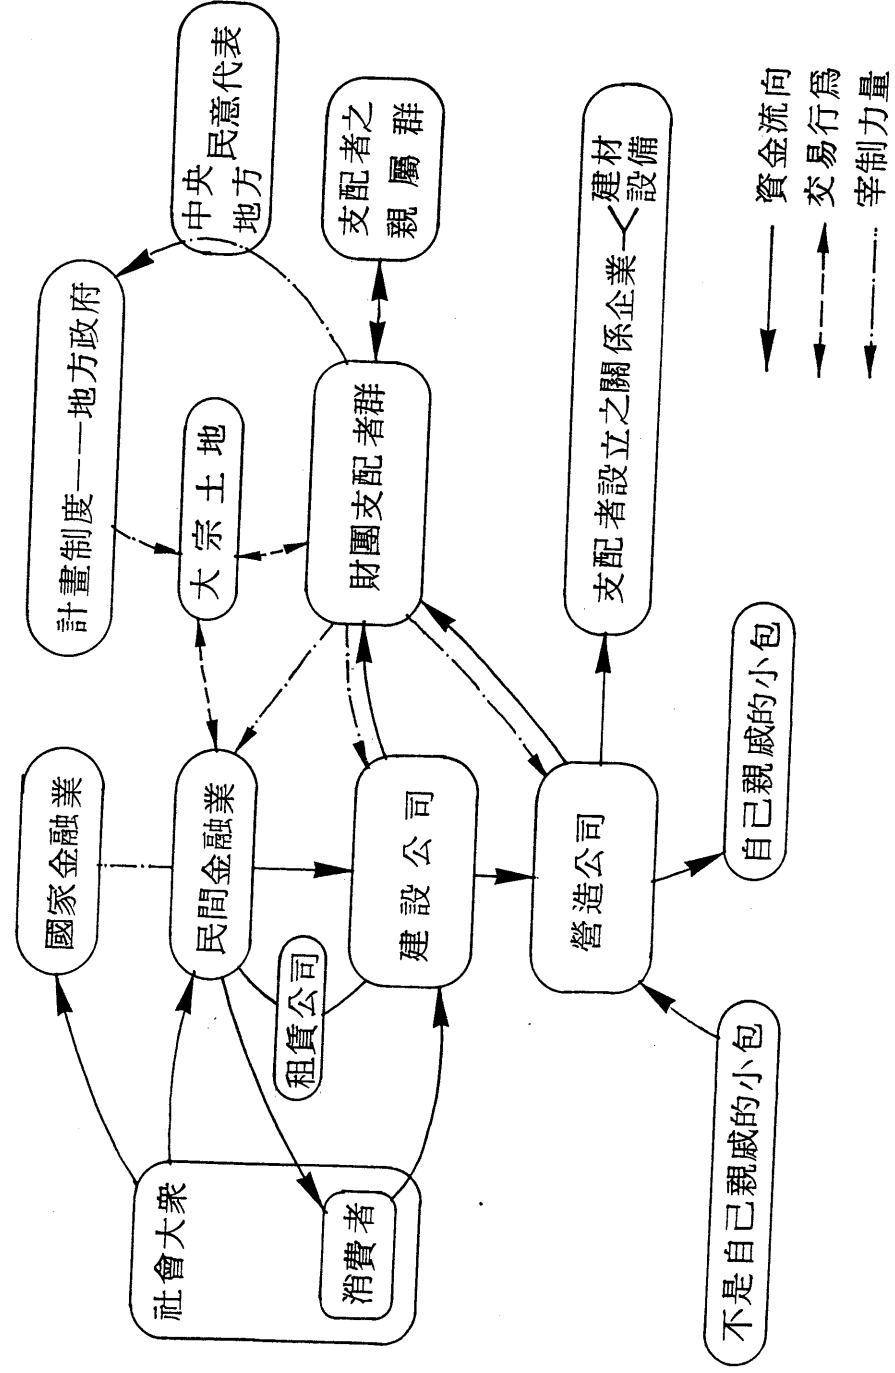 社會大衆
消費者
國家金融業
民間金融業
租賃公司
建設公司
營造公司
不是自己親戚的小包
自己親戚的小包
計畫制度——地方政府
大宗土地
財團支配者群
中央
地方
民意代表
支配者之
親屬群
支配者設立之關係企業
建材
設備
資金流向
交易行爲
宰制力量